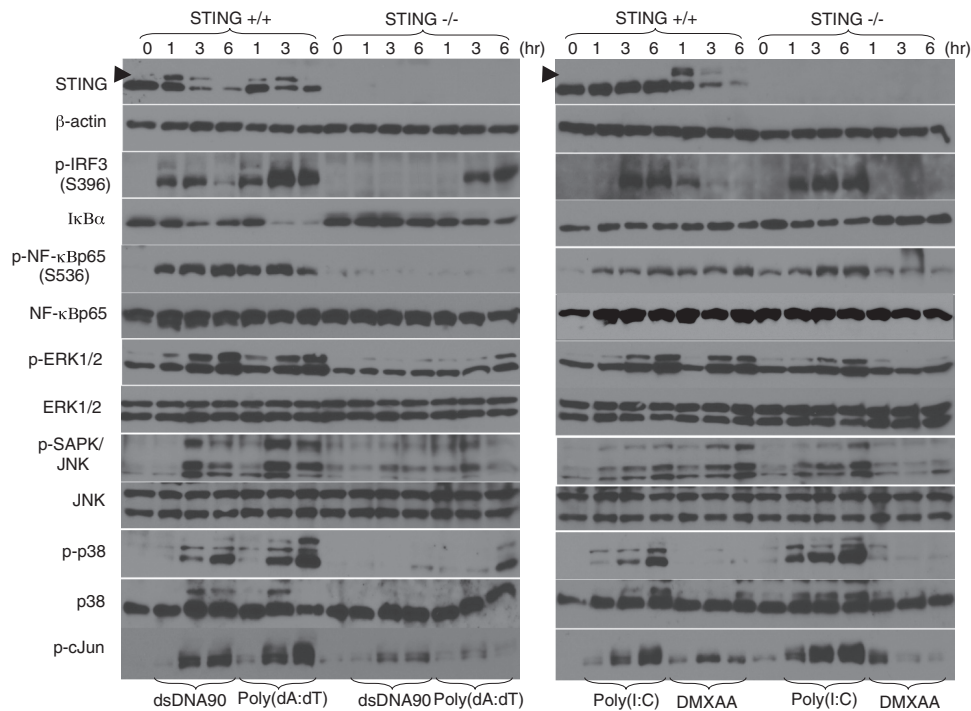 STING +/+ STING -/- STING +/+ STING -/-
0 1 3 6 1 3 6 0 1 3 6 1 3 6 (hr) 0 1 3 6 1 3 6 0 1 3 6 1 3 6 (hr)
STING
β-actin
p-IRF3
(S396)
IκBα
p-NF-κBp65
(S536)
NF-κBp65
p-ERK1/2
ERK1/2
p-SAPK/
JNK
JNK
p-p38
p38
p-cJun
dsDNA90 Poly(dA:dT) dsDNA90 Poly(dA:dT) Poly(I:C) DMXAA Poly(I:C) DMXAA